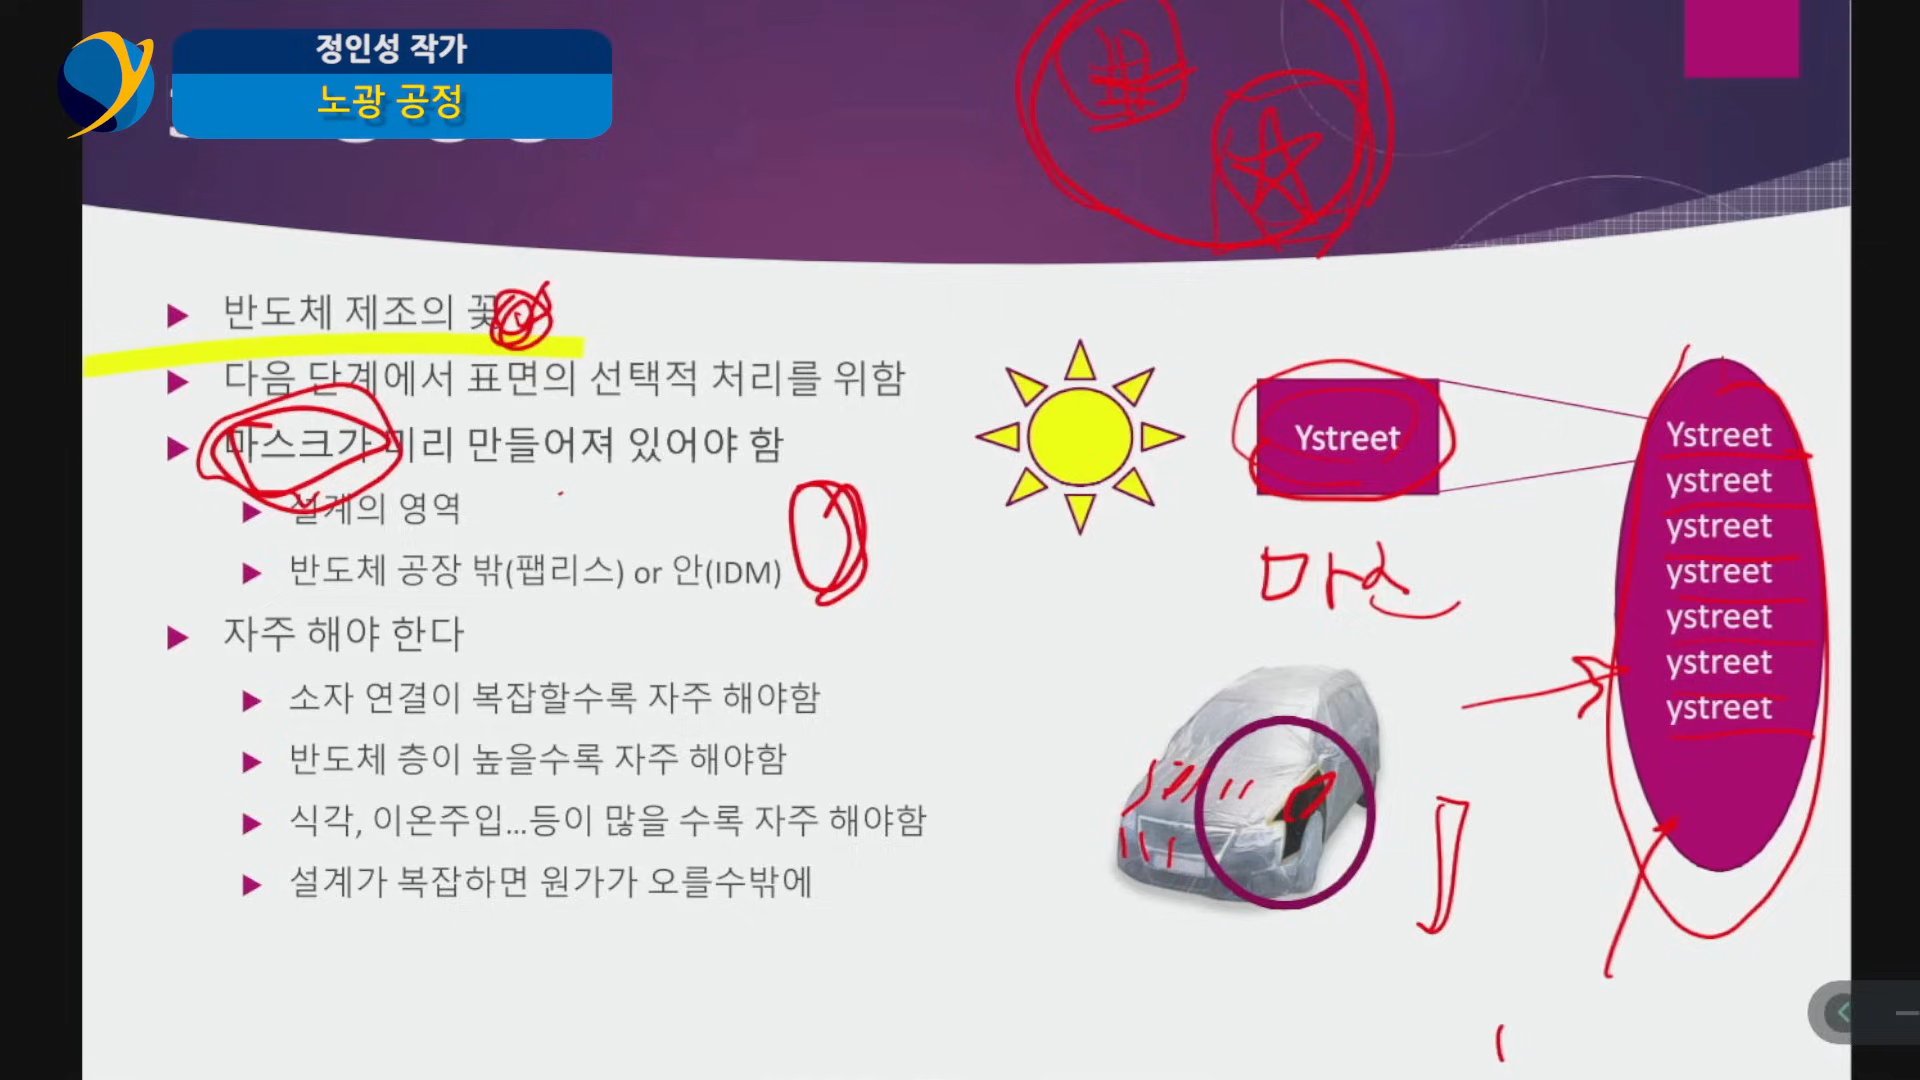 정인성 작가
노광 공정
반도체 제조의 꽃
다음 단계에서 표면의 선택적 처리를 위함
마스크가 미리 만들어져 있어야 함
설계의 영역
반도체 공장 밖(팹리스) or 안(IDM)
자주 해야 한다
소자 연결이 복잡할수록 자주 해야함
반도체 층이 높을수록 자주 해야함
식각, 이온주입...등이 많을 수록 자주 해야함
설계가 복잡하면 원가가 오를수밖에
Ystreet
Ystreet
ystreet
ystreet
ystreet
ystreet
ystreet
ystreet